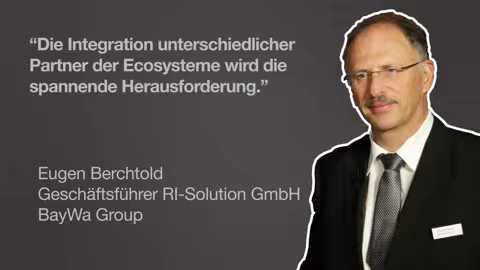 “Die Integration unterschiedlicher
Partner der Ecosysteme wird die
spannende Herausforderung.”
Eugen Berchtold
Geschäftsführer RI-Solution GmbH
BayWa Group